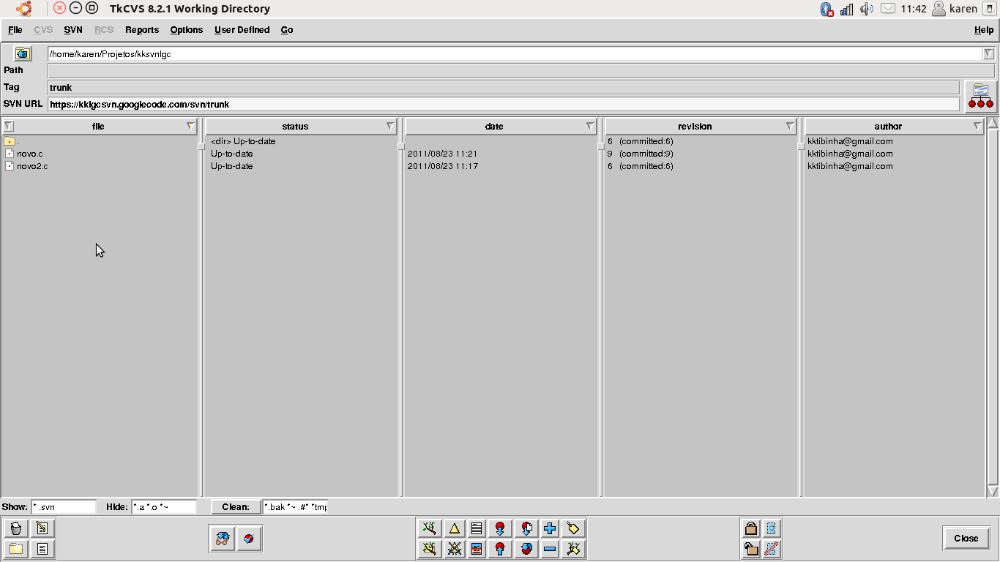 TkCVS 8.2.1 Working Directory 11:42 karen
File CVS SVN RCS Reports Options User Defined Go Help
/home/karen/Projetos/kksvnlgc
Path
Tag trunk
SVN URL https://kklgcsvn.googlecode.com/svn/trunk
file status date revision author
. <dir> Up-to-date 6 (committed:6) kktibinha@gmail.com
novo.c Up-to-date 2011/08/23 11:21 9 (committed:9) kktibinha@gmail.com
novo2.c Up-to-date 2011/08/23 11:17 6 (committed:6) kktibinha@gmail.com
Show: * .svn Hide: *.a *.o *~ Clean: *.bak *~ .#* *tmp
Close